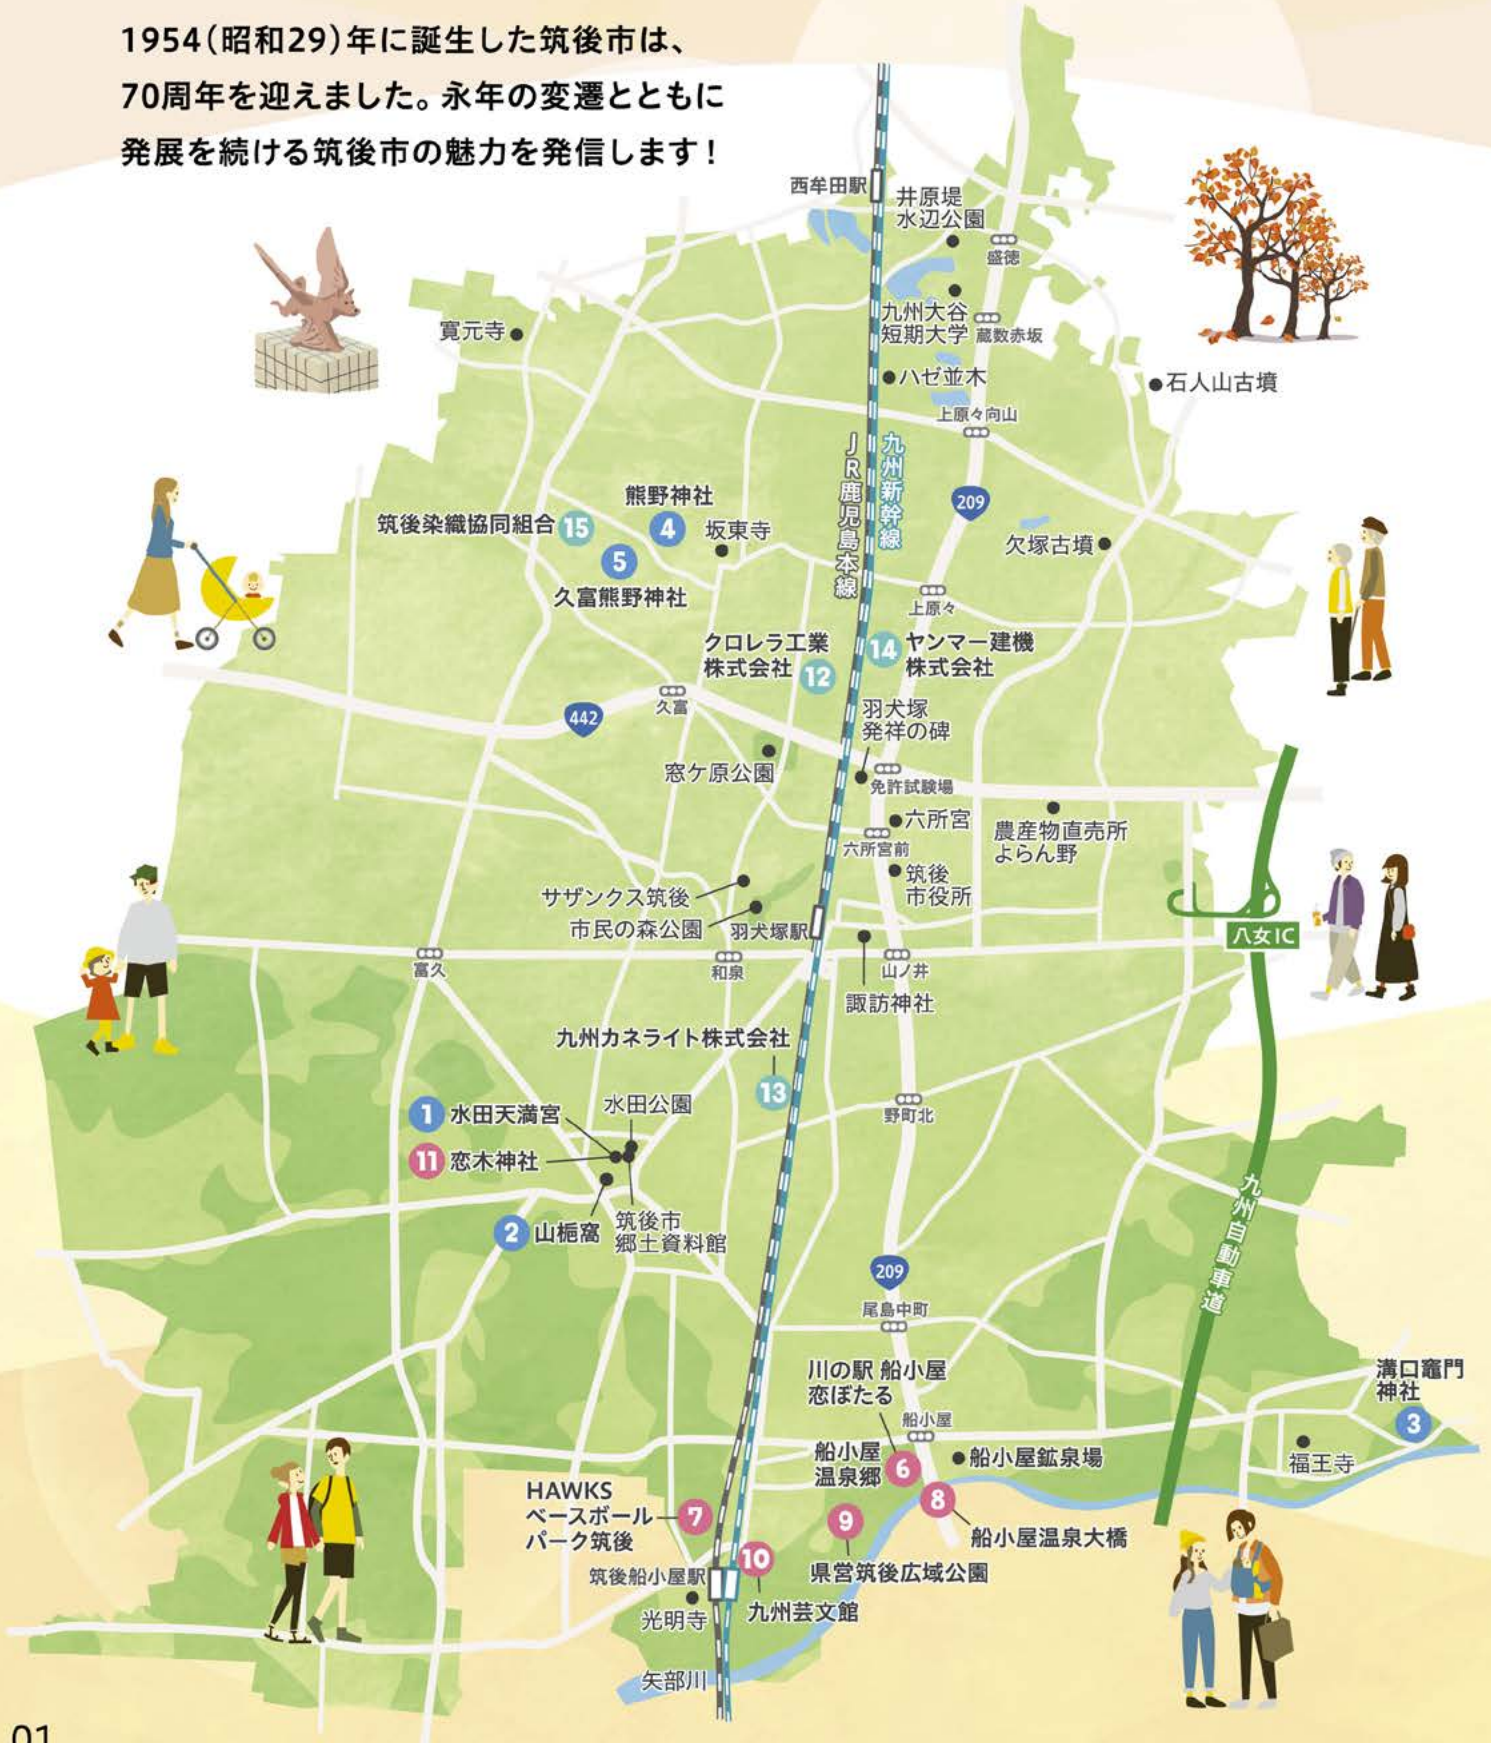 1954(昭和29)年に誕生した筑後市は、
70周年を迎えました。永年の変遷とともに
発展を続ける筑後市の魅力を発信します！
西牟田駅
井原堤
水辺公園
盛徳
九州大谷
短期大学
蔵数赤坂
寛元寺
ハゼ並木
石人山古墳
上原々向山
JR鹿児島本線
九州新幹線
209
熊野神社
4
筑後染織協同組合 15
坂東寺
5
久富熊野神社
欠塚古墳
上原々
クロレラ工業
株式会社 12
14 ヤンマー建機
株式会社
久富
442
羽犬塚
発祥の碑
窓ケ原公園
免許試験場
六所宮
六所宮前
農産物直売所
よらん野
筑後
市役所
サザンクス筑後
市民の森公園
羽犬塚駅
八女IC
富久
和泉
山ノ井
諏訪神社
九州カネライト株式会社
13
野町北
1 水田天満宮
水田公園
11 恋木神社
2 山梔窩
筑後市
郷土資料館
九州自動車道
209
尾島中町
川の駅 船小屋
恋ぼたる
船小屋
溝口竈門
神社
3
福王寺
船小屋
温泉郷 6
船小屋鉱泉場
8
船小屋温泉大橋
HAWKS
ベースボール
パーク筑後
7
9
県営筑後広域公園
10
筑後船小屋駅
九州芸文館
光明寺
矢部川
01